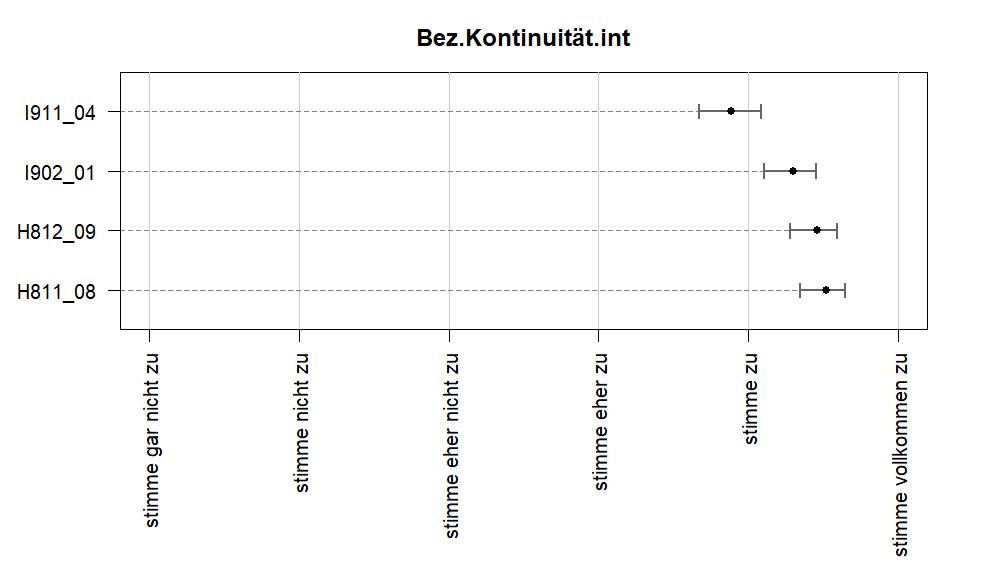 Bez.Kontinuität.int
I911_04
I902_01
H812_09
H811_08
stimme gar nicht zu
stimme nicht zu
stimme eher nicht zu
stimme eher zu
stimme zu
stimme vollkommen zu